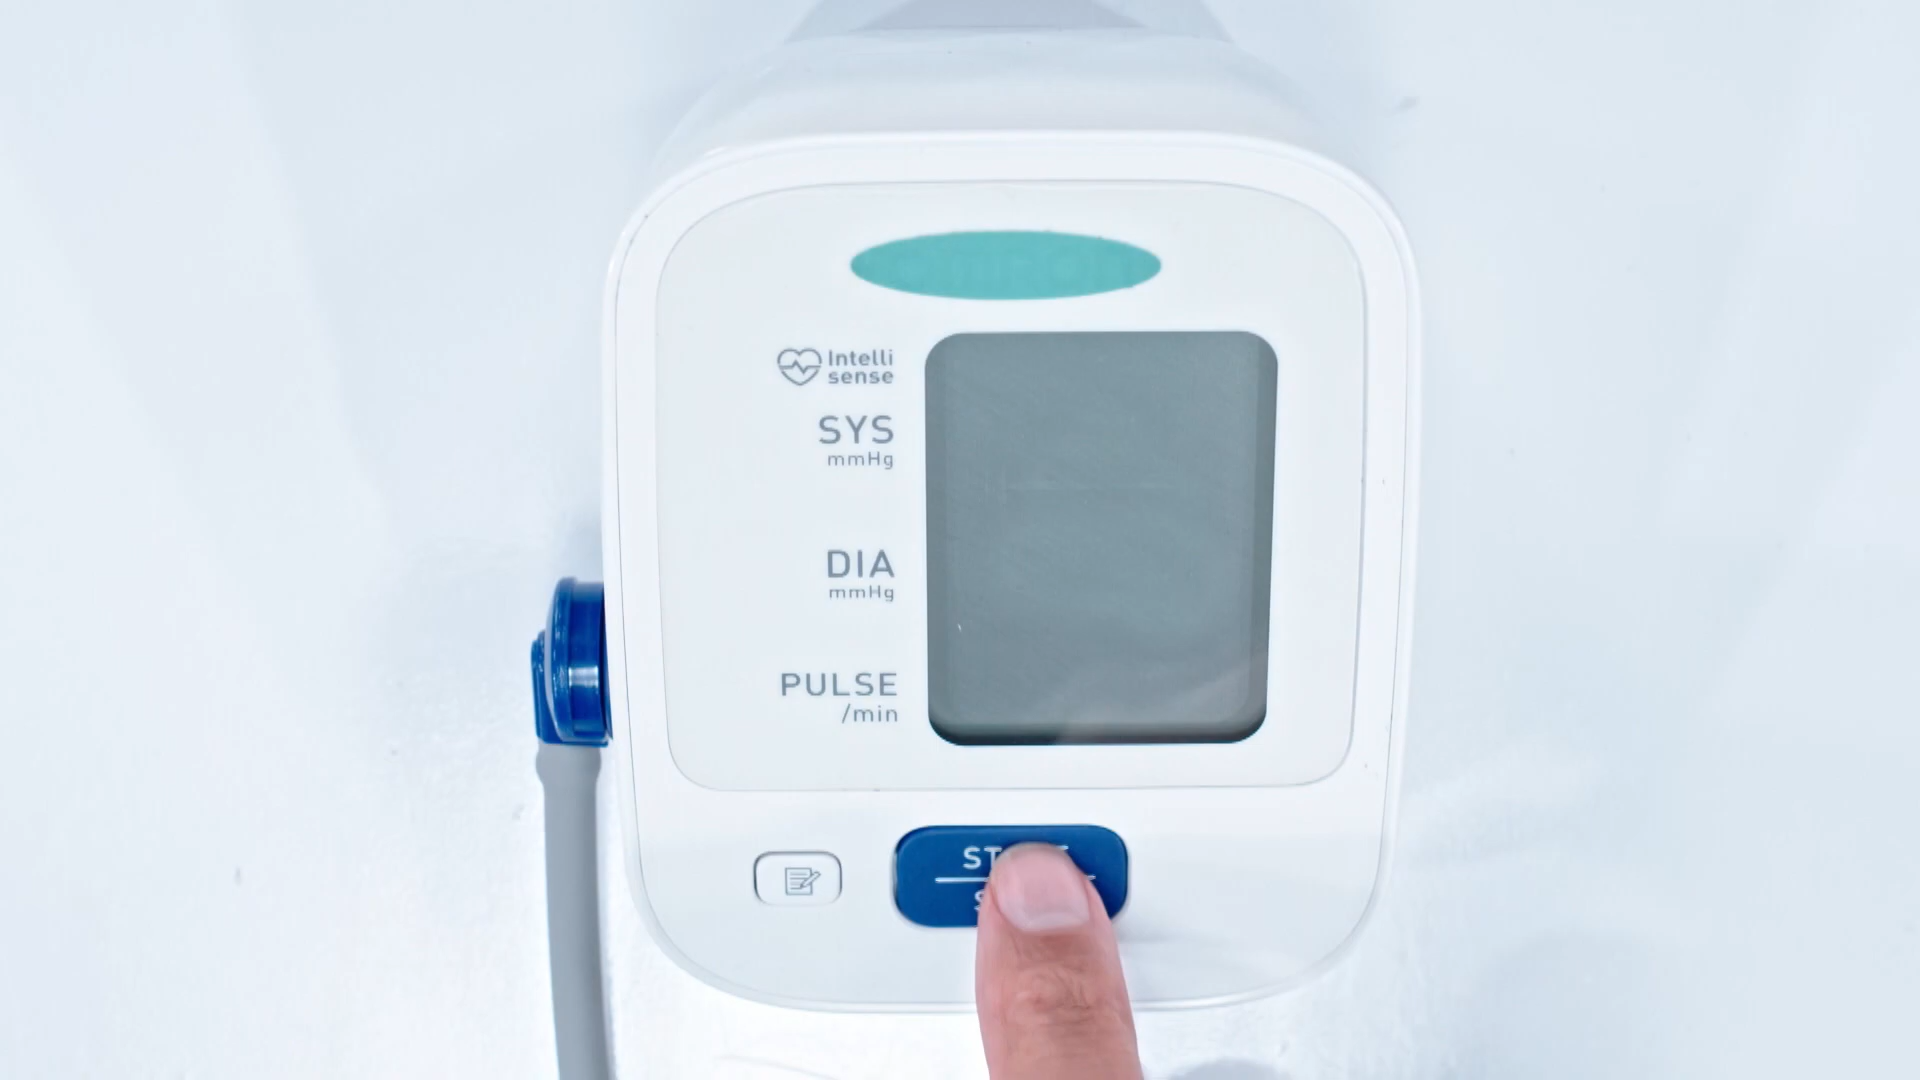 Intelli
sense
SYS
mmHg
DIA
mmHg
PULSE
/min